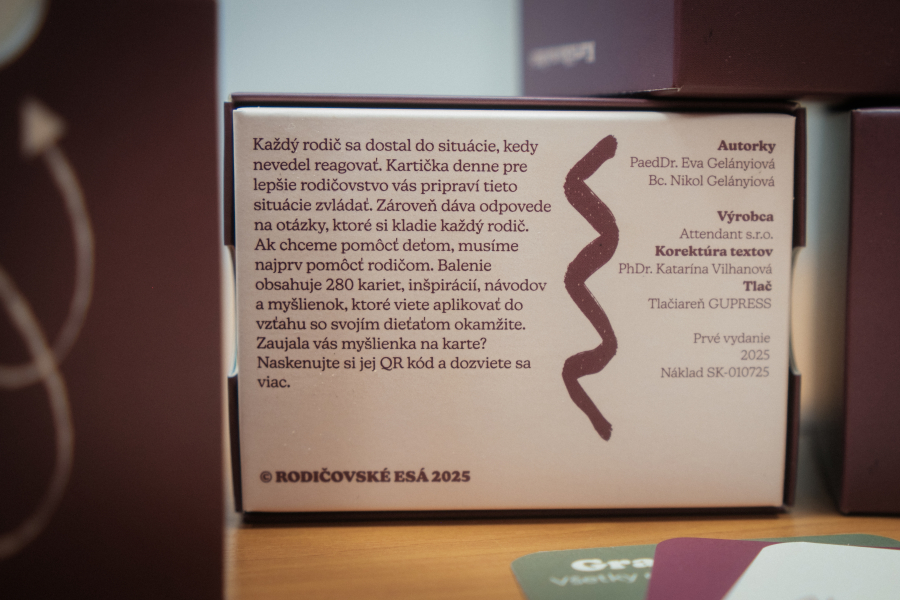 Každý rodič sa dostal do situácie, kedy
nevedel reagovať. Kartička denne pre
lepšie rodičovstvo vás pripraví tieto
situácie zvládať. Zároveň dáva odpovede
na otázky, ktoré si kladie každý rodič.
Ak chceme pomôcť deťom, musíme
najprv pomôcť rodičom. Balenie
obsahuje 280 kariet, inšpirácií, návodov
a myšlienok, ktoré viete aplikovať do
vzťahu so svojím dieťaťom okamžite.
Zaujala vás myšlienka na karte?
Naskenujte si jej QR kód a dozviete sa
viac.
© RODIČOVSKÉ ESÁ 2025
Autorky
PaedDr. Eva Gelányiová
Bc. Nikol Gelányiová
Výrobca
Attendant s.r.o.
Korektúra textov
PhDr. Katarína Vilhanová
Tlač
Tlačiareň GUPRESS
Prvé vydanie
2025
Náklad SK-010725
Gra
Všetky